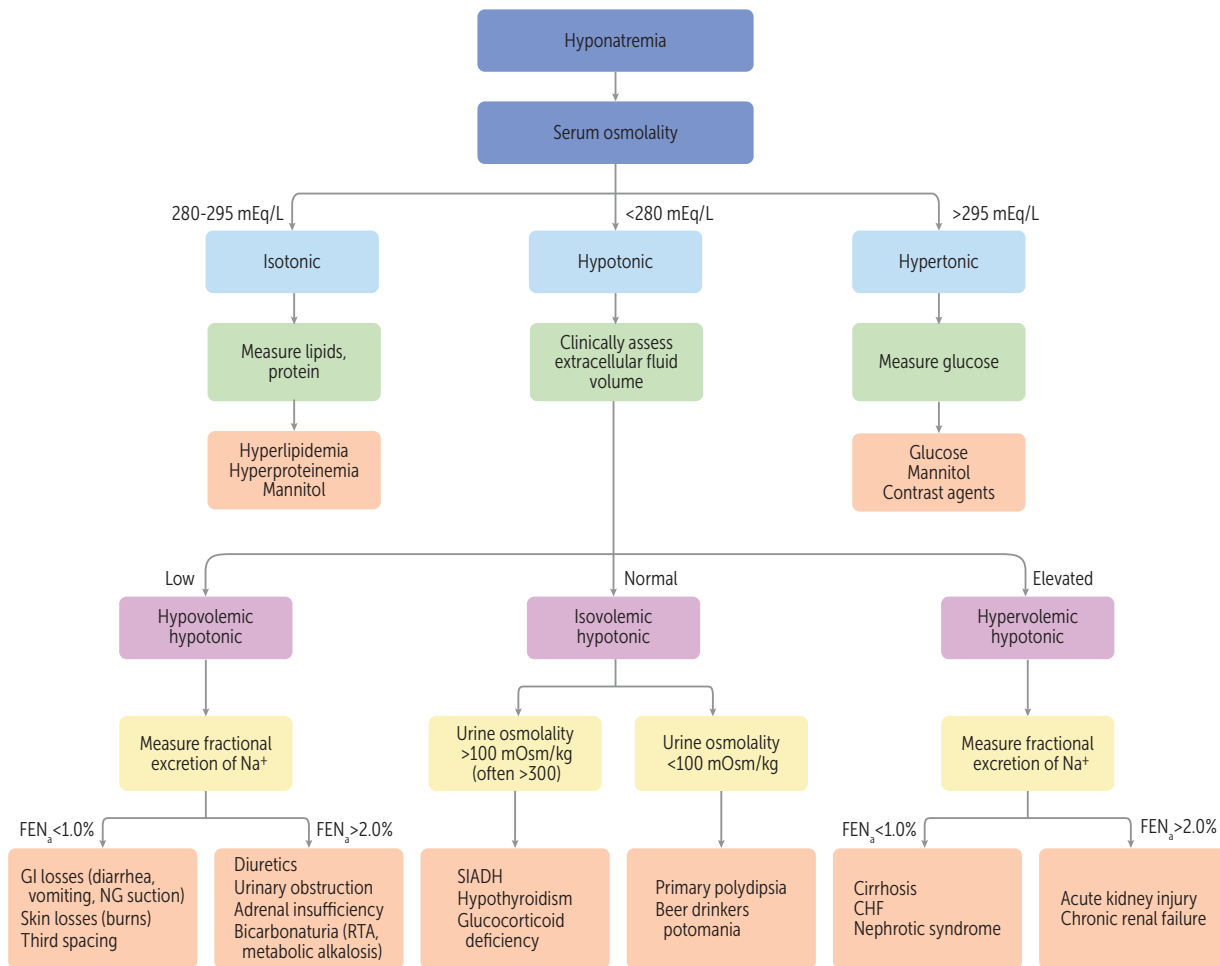 Hyponatremia
Serum osmolality
280-295 mEq/L
<280 mEq/L
>295 mEq/L
Isotonic
Hypotonic
Hypertonic
Measure lipids,
protein
Clinically assess
extracellular fluid
volume
Measure glucose
Hyperlipidemia
Hyperproteinemia
Mannitol
Glucose
Mannitol
Contrast agents
Low
Normal
Elevated
Hypovolemic
hypotonic
Isovolemic
hypotonic
Hypervolemic
hypotonic
Measure fractional
excretion of Na⁺
Urine osmolality
>100 mOsm/kg
(often >300)
Urine osmolality
<100 mOsm/kg
Measure fractional
excretion of Na⁺
FENₐ<1.0%
FENₐ>2.0%
FENₐ<1.0%
FENₐ>2.0%
GI losses (diarrhea,
vomiting, NG suction)
Skin losses (burns)
Third spacing
Diuretics
Urinary obstruction
Adrenal insufficiency
Bicarbonaturia (RTA,
metabolic alkalosis)
SIADH
Hypothyroidism
Glucocorticoid
deficiency
Primary polydipsia
Beer drinkers
potomania
Cirrhosis
CHF
Nephrotic syndrome
Acute kidney injury
Chronic renal failure